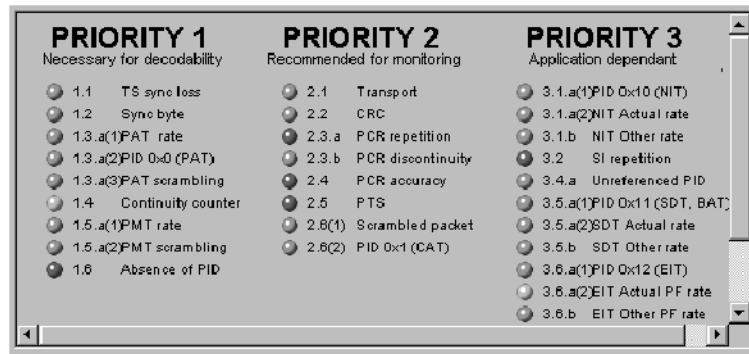 PRIORITY 1
Necessary for decodability
1.1 TS sync loss
1.2 Sync byte
1.3.a(1)PAT rate
1.3.a(2)PID 0x0 (PAT)
1.3.a(3)PAT scrambling
1.4 Continuity counter
1.5.a(1)PMT rate
1.5.a(2)PMT scrambling
1.6 Absence of PID
PRIORITY 2
Recommended for monitoring
2.1 Transport
2.2 CRC
2.3.a PCR repetition
2.3.b PCR discontinuity
2.4 PCR accuracy
2.5 PTS
2.6(1) Scrambled packet
2.6(2) PID 0x1 (CAT)
PRIORITY 3
Application dependant
3.1.a(1)PID 0x10 (NIT)
3.1.a(2)NIT Actual rate
3.1.b NIT Other rate
3.2 SI repetition
3.4.a Unreferenced PID
3.5.a(1)PID 0x11 (SDT, BAT)
3.5.a(2)SDT Actual rate
3.5.b SDT Other rate
3.6.a(1)PID 0x12 (EIT)
3.6.a(2)EIT Actual PF rate
3.6.b EIT Other PF rate